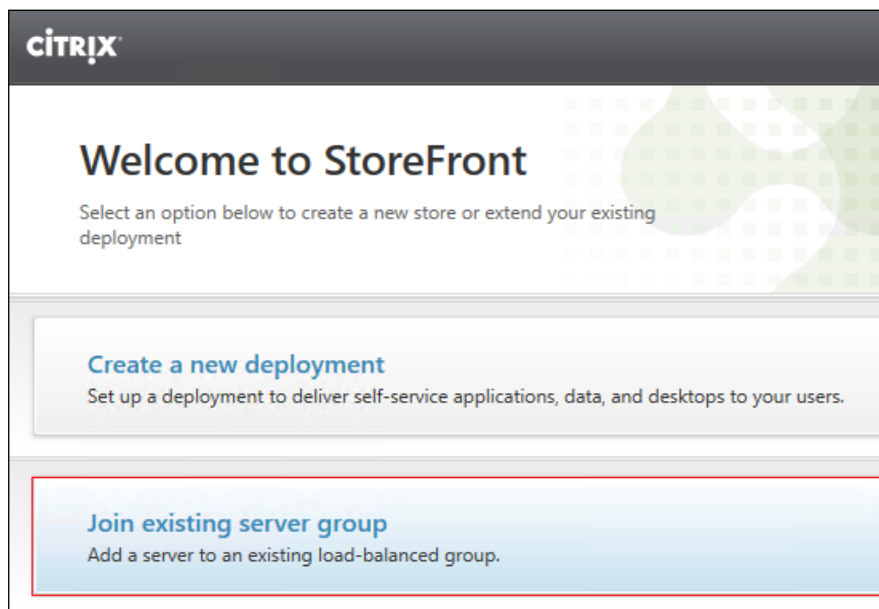 CİTRIX
Welcome to StoreFront
Select an option below to create a new store or extend your existing
deployment
Create a new deployment
Set up a deployment to deliver self-service applications, data, and desktops to your users.
Join existing server group
Add a server to an existing load-balanced group.